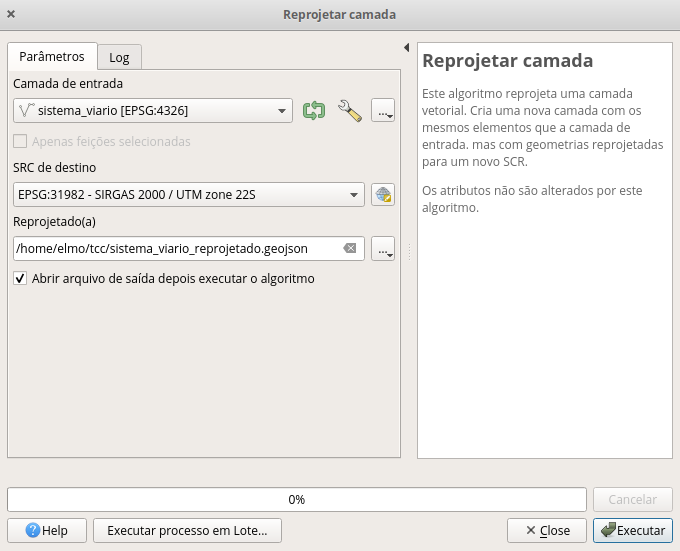 Reprojetar camada
Parâmetros
Log
Camada de entrada
sistema_viario [EPSG:4326]
...
Apenas feições selecionadas
SRC de destino
EPSG:31982 - SIRGAS 2000 / UTM zone 22S
Reprojetado(a)
/home/elmo/tcc/sistema_viario_reprojetado.geojson
...
Abrir arquivo de saída depois executar o algoritmo
Reprojetar camada
Este algoritmo reprojeta uma camada
vetorial. Cria uma nova camada com os
mesmos elementos que a camada de
entrada. mas com geometrias reprojetadas
para um novo SCR.
Os atributos não são alterados por este
algoritmo.
0%
Cancelar
Help
Executar processo em Lote...
Close
Executar